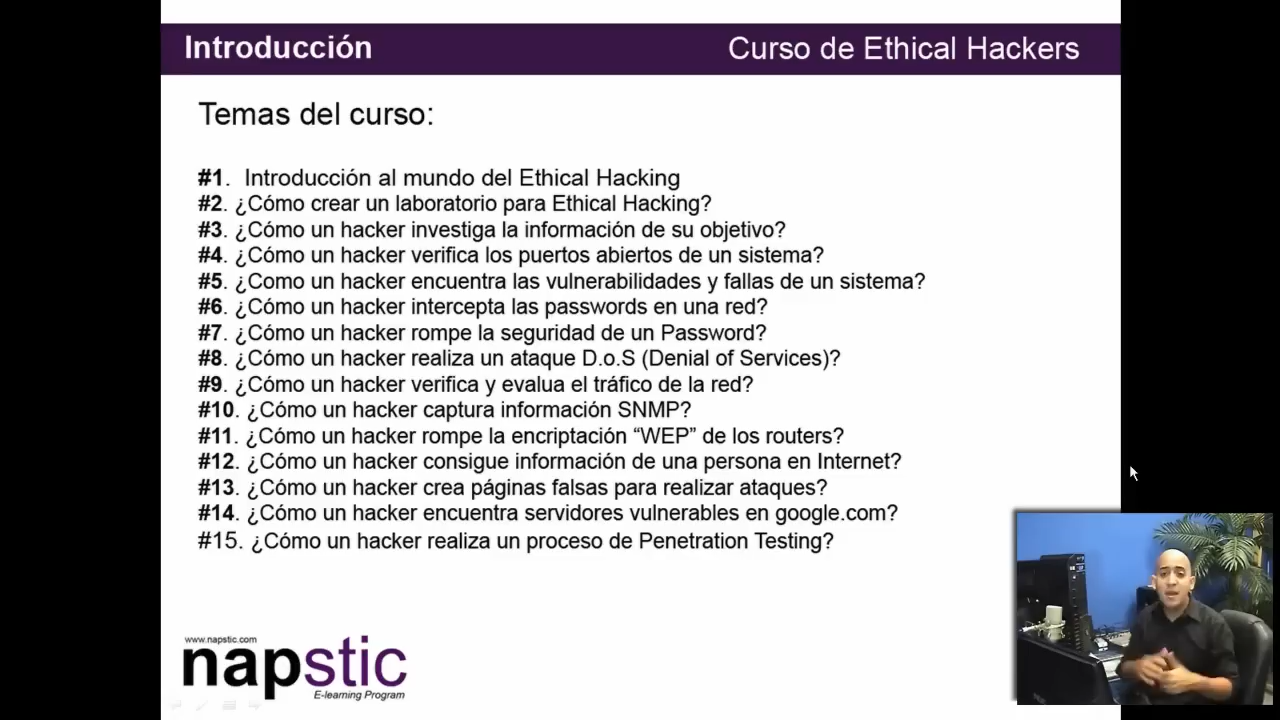 Introducción
Curso de Ethical Hackers
Temas del curso:
#1. Introducción al mundo del Ethical Hacking
#2. ¿Cómo crear un laboratorio para Ethical Hacking?
#3. ¿Cómo un hacker investiga la información de su objetivo?
#4. ¿Cómo un hacker verifica los puertos abiertos de un sistema?
#5. ¿Como un hacker encuentra las vulnerabilidades y fallas de un sistema?
#6. ¿Cómo un hacker intercepta las passwords en una red?
#7. ¿Cómo un hacker rompe la seguridad de un Password?
#8. ¿Cómo un hacker realiza un ataque D.o.S (Denial of Services)?
#9. ¿Cómo un hacker verifica y evalua el tráfico de la red?
#10. ¿Cómo un hacker captura información SNMP?
#11. ¿Cómo un hacker rompe la encriptación “WEP” de los routers?
#12. ¿Cómo un hacker consigue información de una persona en Internet?
#13. ¿Cómo un hacker crea páginas falsas para realizar ataques?
#14. ¿Cómo un hacker encuentra servidores vulnerables en google.com?
#15. ¿Cómo un hacker realiza un proceso de Penetration Testing?
www.napstic.com
napstic
E-learning Program